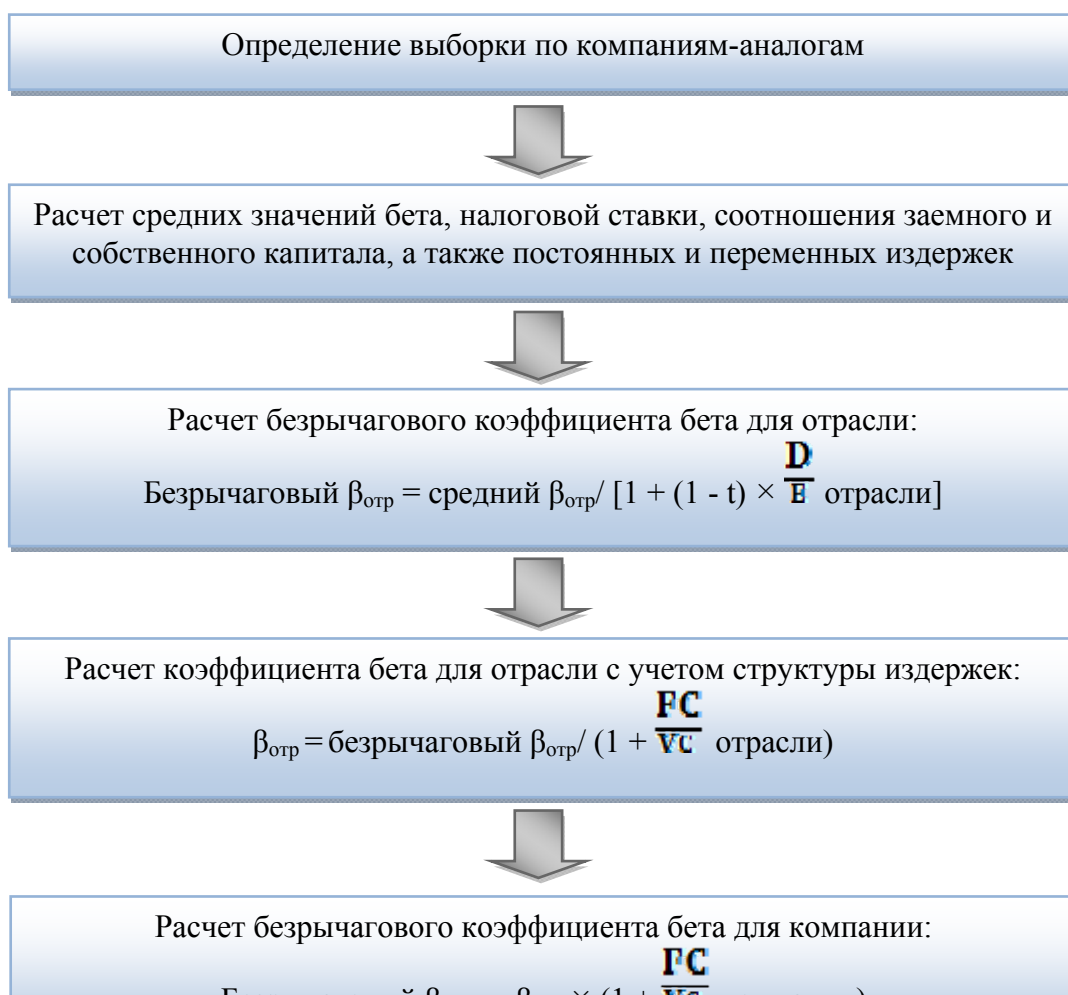 Определение выборки по компаниям-аналогам
Расчет средних значений бета, налоговой ставки, соотношения заемного и
собственного капитала, а также постоянных и переменных издержек
Расчет безрычагового коэффициента бета для отрасли:
Безрычаговый βотр = средний βотр/ [1 + (1 - t) × D/E отрасли]
Расчет коэффициента бета для отрасли с учетом структуры издержек:
βотр = безрычаговый βотр/ (1 + FC/VC отрасли)
Расчет безрычагового коэффициента бета для компании:
× (1 + FC